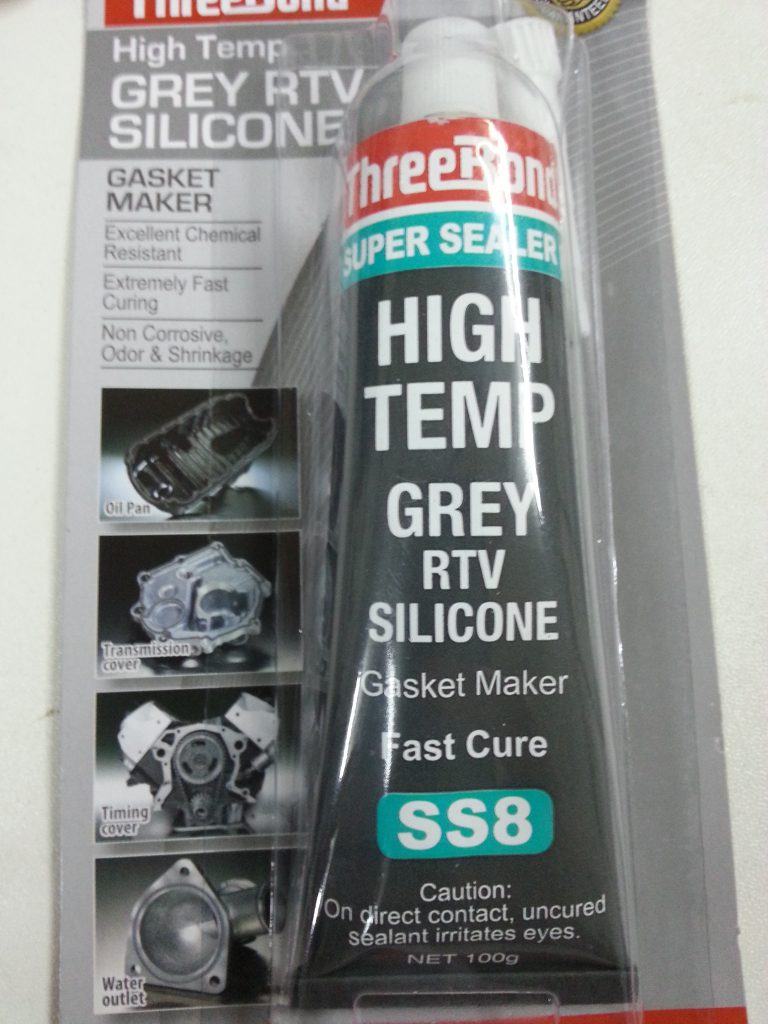 ThreeBond
High Temp
GREY RTV
SILICONE
GASKET
MAKER
Excellent Chemical
Resistant
Extremely Fast
Curing
Non Corrosive,
Odor & Shrinkage
Oil Pan
Transmission
cover
Timing
cover
Water
outlet
ThreeBond
SUPER SEALER
HIGH
TEMP
GREY
RTV
SILICONE
Gasket Maker
Fast Cure
SS8
Caution:
On direct contact, uncured
sealant irritates eyes.
NET 100g